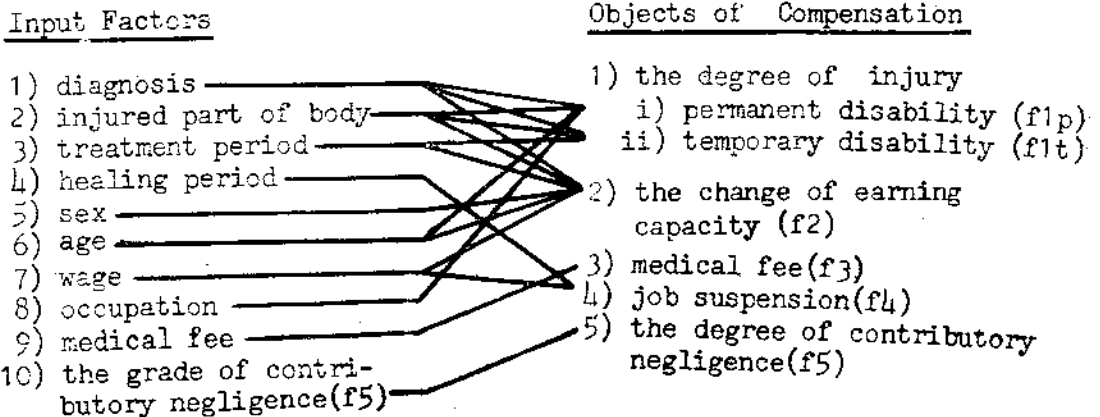 Input Factors
1) diagnosis
2) injured part of body
3) treatment period
4) healing period
5) sex
6) age
7) wage
8) occupation
9) medical fee
10) the grade of contri-
butory negligence(f5)
Objects of Compensation
1) the degree of injury
i) permanent disability (f1p)
ii) temporary disability (f1t)
2) the change of earning
capacity (f2)
3) medical fee(f3)
4) job suspension(f4)
5) the degree of contributory
negligence(f5)